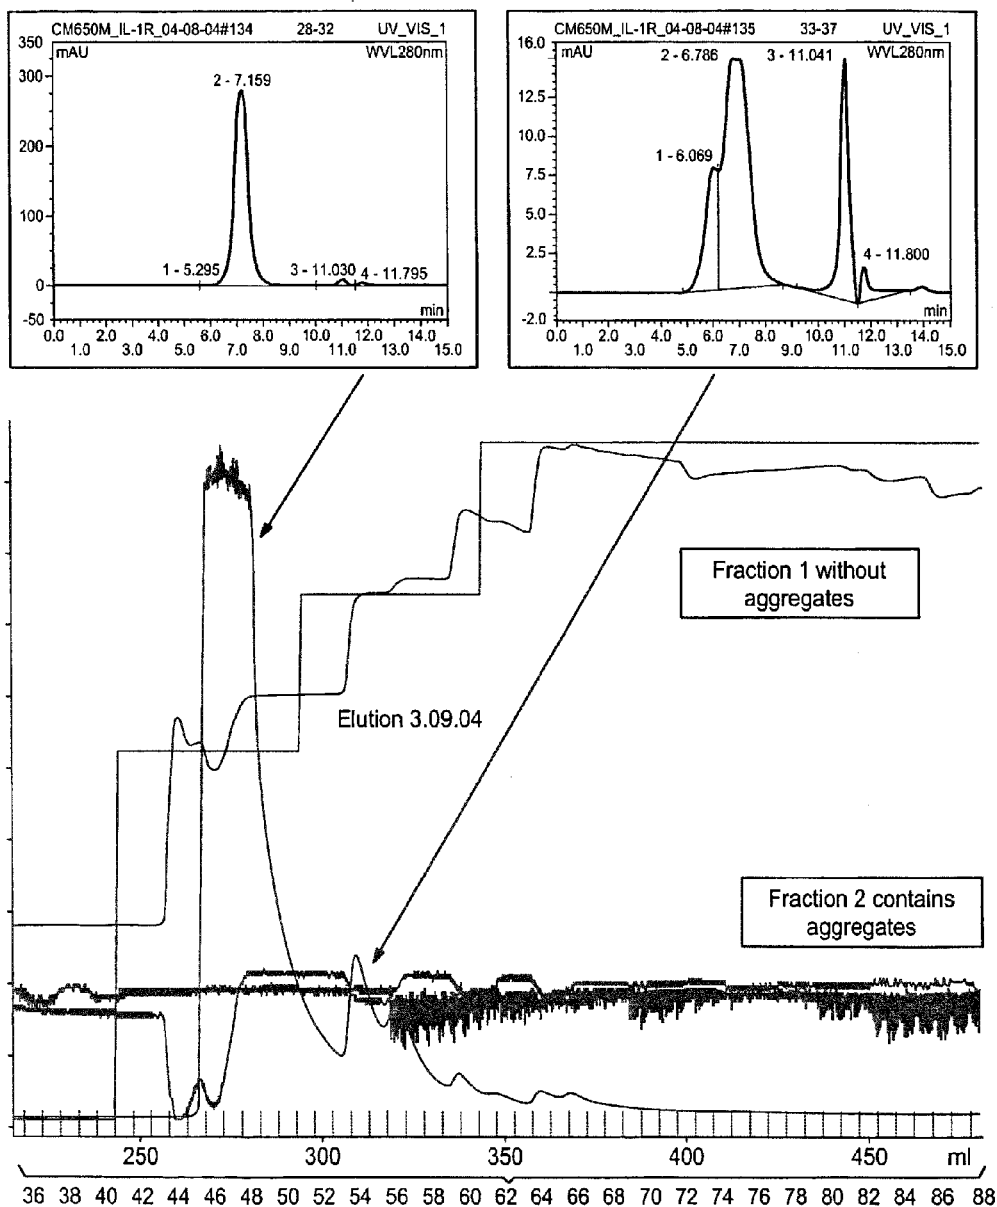 CM650M_IL-1R_04-08-04#134 28-32 UV_VIS_1
350
mAU
WVL280nm
300
2 - 7.159
200
100
1 - 5.295
3 - 11.030
4 - 11.795
0
min
-50
0.0 2.0 4.0 6.0 8.0 10.0 12.0 14.0
1.0 3.0 5.0 7.0 9.0 11.0 13.0 15.0
CM650M_IL-1R_04-08-04#135 33-37 UV_VIS_1
16.0
mAU
2 - 6.786
3 - 11.041
WVL280nm
12.5
10.0
1 - 6.069
7.5
5.0
2.5
4 - 11.800
min
-2.0
0.0 2.0 4.0 6.0 8.0 10.0 12.0 14.0
1.0 3.0 5.0 7.0 9.0 11.0 13.0 15.0
Fraction 1 without
aggregates
Elution 3.09.04
Fraction 2 contains
aggregates
250 300 350 400 450 ml
36 38 40 42 44 46 48 50 52 54 56 58 60 62 64 66 68 70 72 74 76 78 80 82 84 86 88